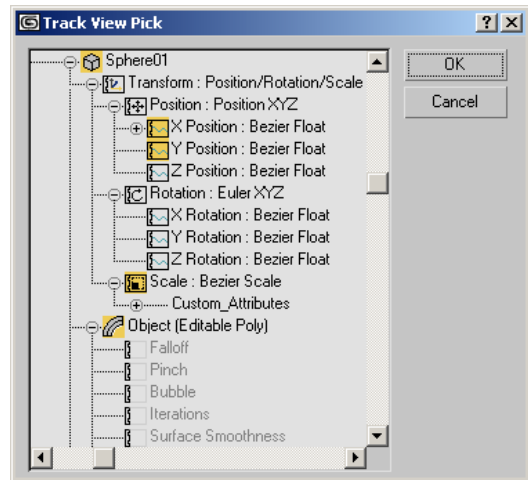 Track View Pick
Sphere01
Transform : Position/Rotation/Scale
Position : Position XYZ
X Position : Bezier Float
Y Position : Bezier Float
Z Position : Bezier Float
Rotation : Euler XYZ
X Rotation : Bezier Float
Y Rotation : Bezier Float
Z Rotation : Bezier Float
Scale : Bezier Scale
Custom_Attributes
Object (Editable Poly)
Falloff
Pinch
Bubble
Iterations
Surface Smoothness
OK
Cancel